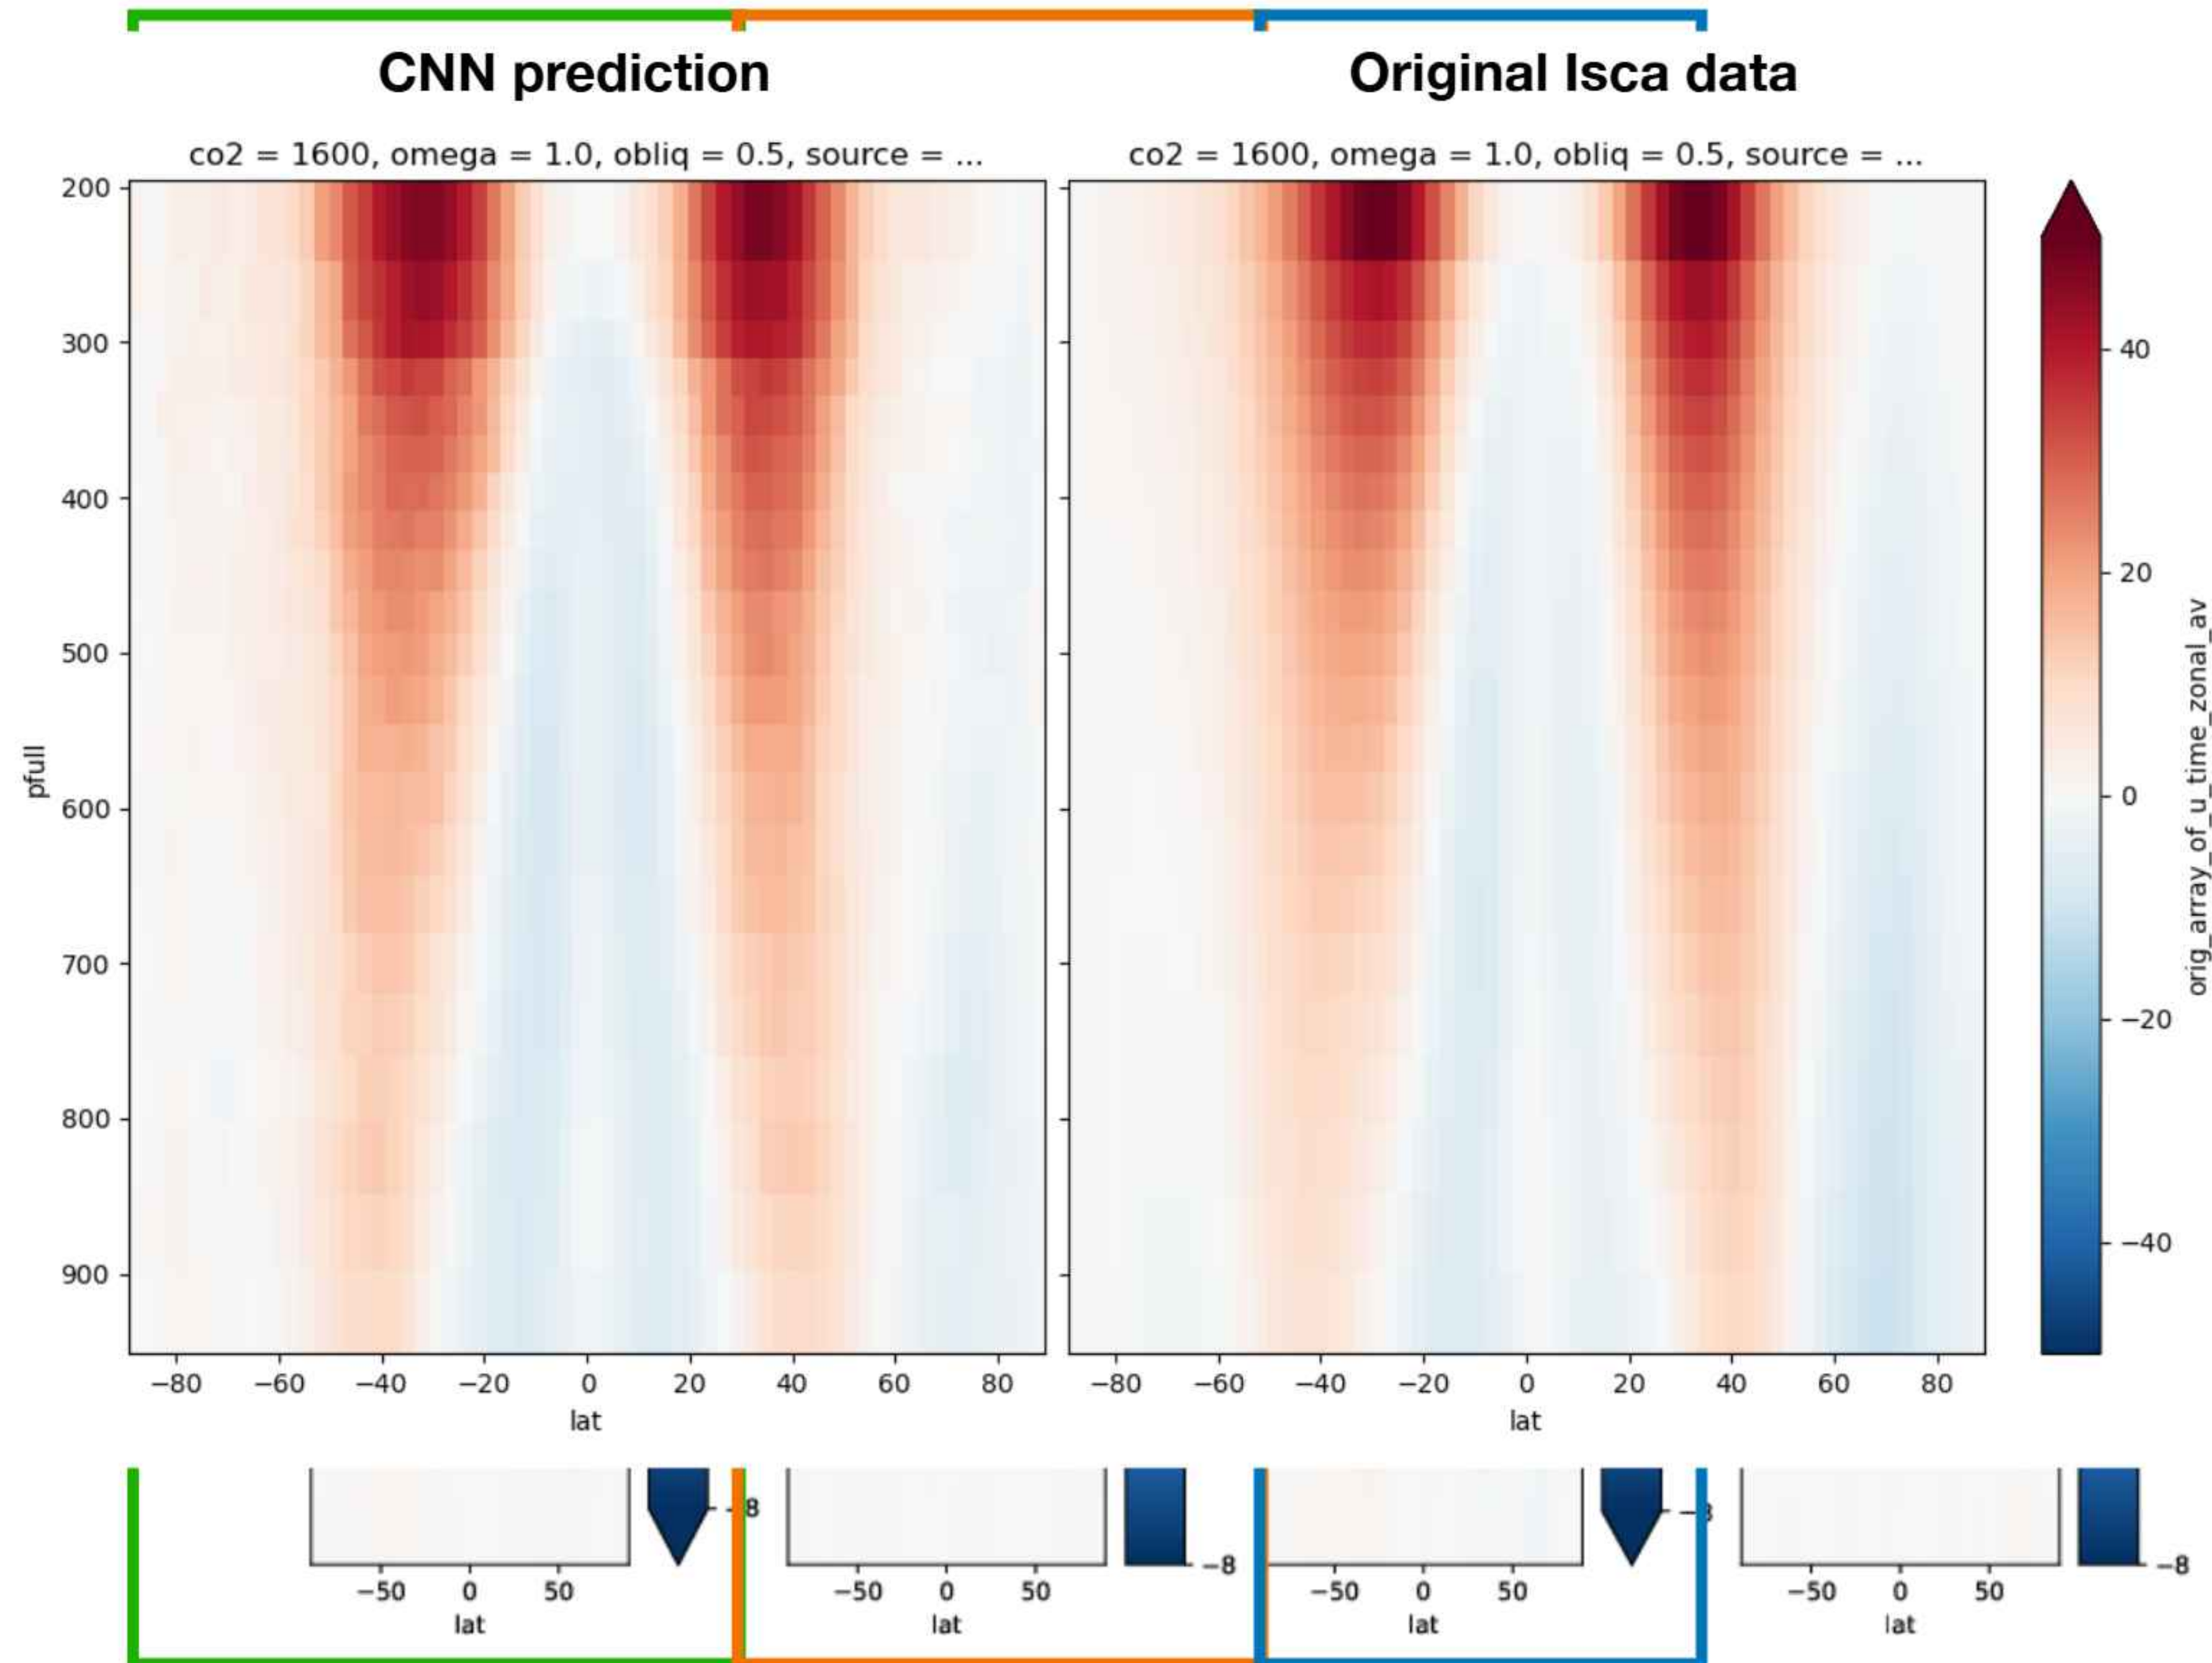 CNN prediction
Original Isca data
co2 = 1600, omega = 1.0, obliq = 0.5, source = ...
co2 = 1600, omega = 1.0, obliq = 0.5, source = ...
200
300
400
500
600
700
800
900
pfull
−80 −60 −40 −20 0 20 40 60 80
lat
−80 −60 −40 −20 0 20 40 60 80
lat
40
20
0
−20
−40
orig_array_of_u_time_zonal_av
−8
−50 0 50
lat
−8
−50 0 50
lat
−50 0 50
lat
−8
−50 0 50
lat